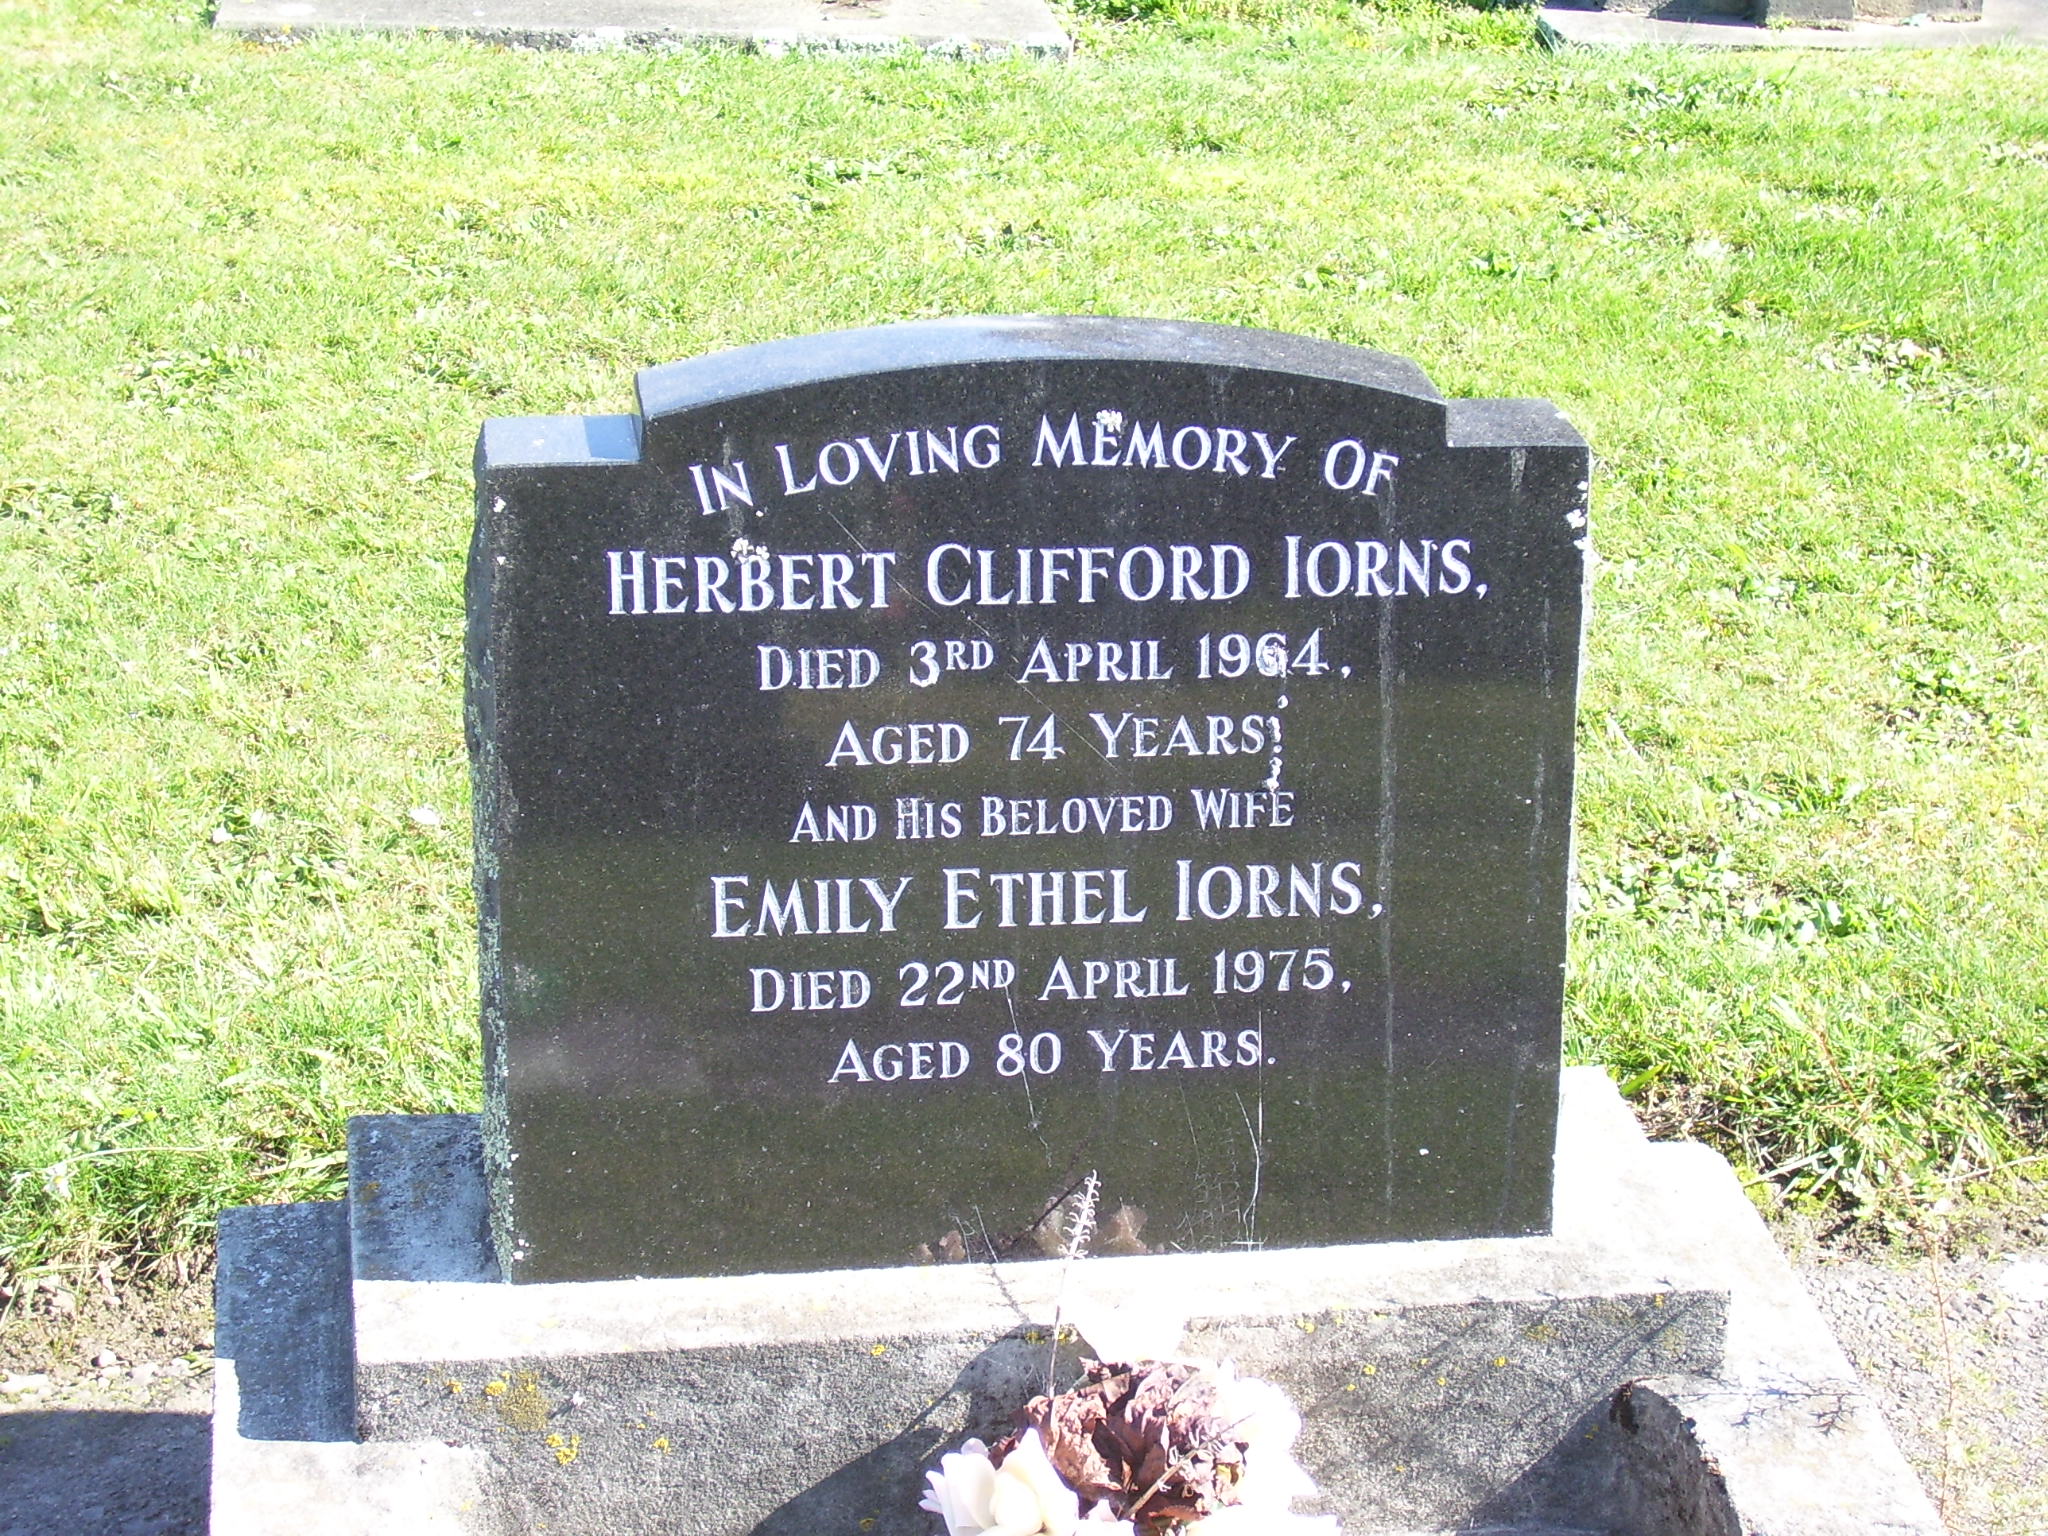 In Loving Memory Of
Herbert Clifford Iorns,
Died 3rd April 1964,
Aged 74 Years.
And His Beloved Wife
Emily Ethel Iorns,
Died 22nd April 1975,
Aged 80 Years.